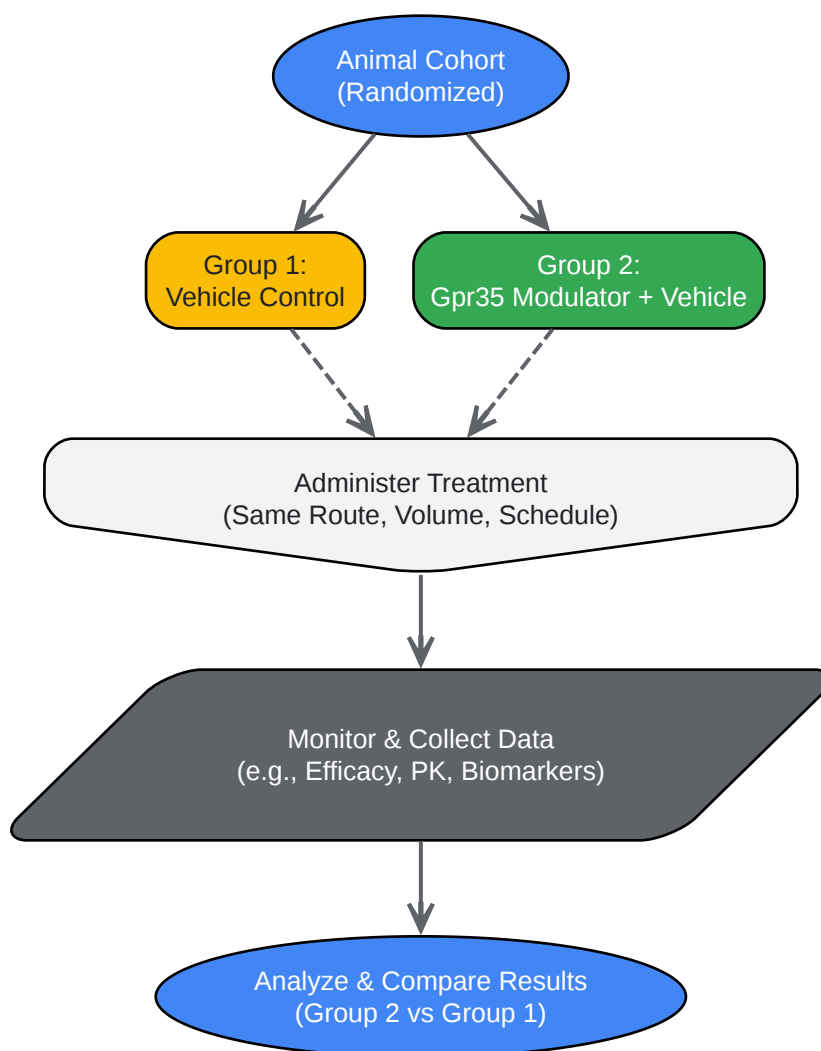 Animal Cohort
(Randomized)
Group 1:
Vehicle Control
Group 2:
Gpr35 Modulator + Vehicle
Administer Treatment
(Same Route, Volume, Schedule)
Monitor & Collect Data
(e.g., Efficacy, PK, Biomarkers)
Analyze & Compare Results
(Group 2 vs Group 1)